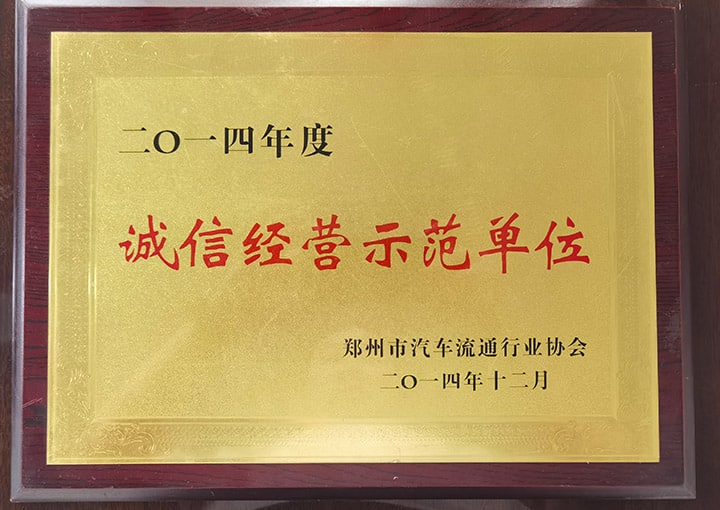 二〇一四年度
诚信经营示范单位
郑州市汽车流通行业协会
二〇一四年十二月